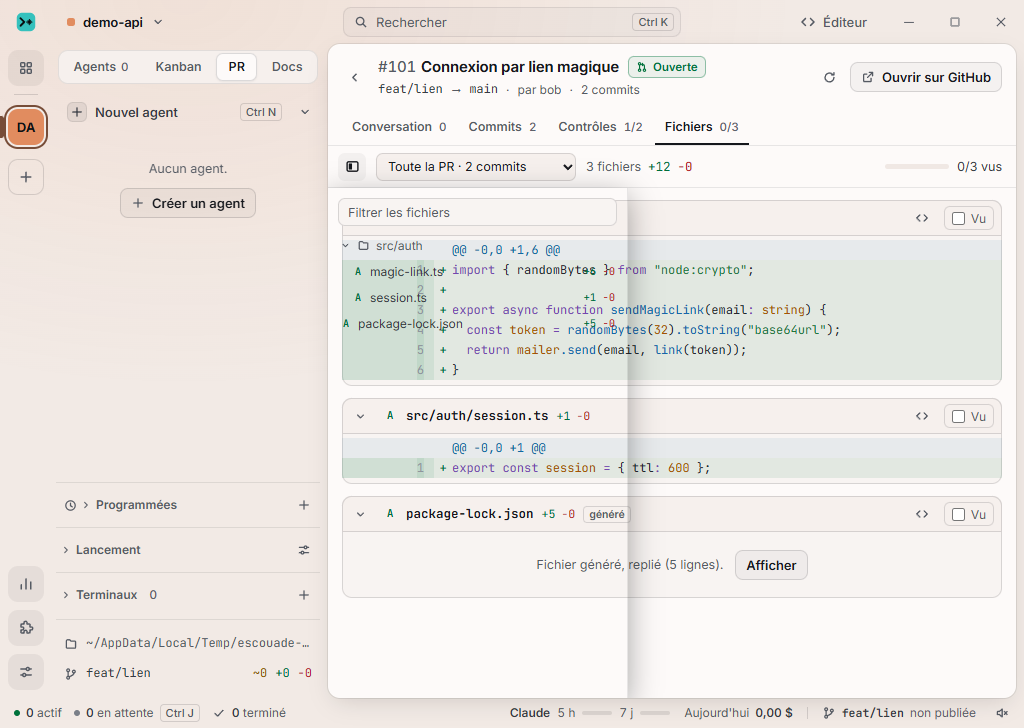 demo-api
Rechercher
Ctrl K
Éditeur
Agents 0
Kanban
PR
Docs
DA
Nouvel agent
Ctrl N
Aucun agent.
Créer un agent
Programmées
Lancement
Terminaux 0
~/AppData/Local/Temp/escouade-…
feat/lien
~0 +0 -0
#101 Connexion par lien magique
Ouverte
Ouvrir sur GitHub
feat/lien → main · par bob · 2 commits
Conversation 0
Commits 2
Contrôles 1/2
Fichiers 0/3
Toute la PR · 2 commits
3 fichiers +12 -0
0/3 vus
Filtrer les fichiers
Vu
src/auth
A magic-link.ts +6 -0
A session.ts +1 -0
A package-lock.json +5 -0
@@ -0,0 +1,6 @@
+ import { randomBytes } from "node:crypto";
2 +
3 + export async function sendMagicLink(email: string) {
4 + const token = randomBytes(32).toString("base64url");
5 + return mailer.send(email, link(token));
6 + }
A src/auth/session.ts +1 -0
Vu
@@ -0,0 +1 @@
1 + export const session = { ttl: 600 };
A package-lock.json +5 -0 généré
Vu
Fichier généré, replié (5 lignes).
Afficher
0 actif
0 en attente
Ctrl J
0 terminé
Claude 5 h
7 j
Aujourd'hui 0,00 $
feat/lien non publiée